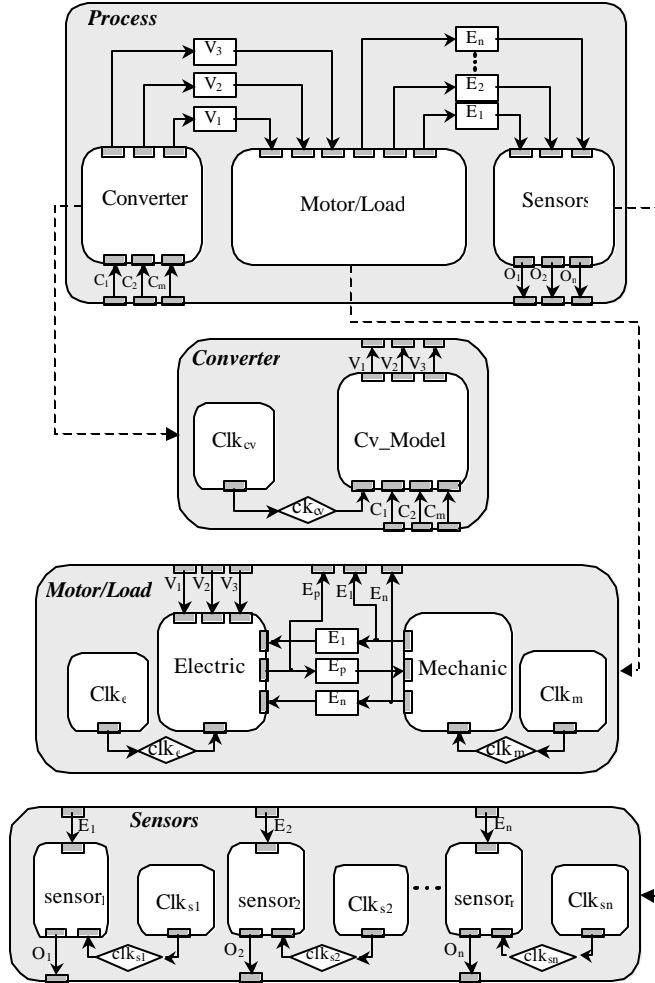 Process
V3
En
V2
E2
V1
E1
Converter
Motor/Load
Sensors
C1 C2 Cm
O1 O2 On
Converter
V1 V2 V3
Clkcv
Cv_Model
ckcv
C1 C2 Cm
Motor/Load
V1 V2 V3
Ep E1 En
E1
Electric
Ep
Mechanic
En
Clke
Clkm
clke
clkm
Sensors
E1
E2
En
sensor1
Clks1
sensor2
Clks2
...
sensorn
Clksn
O1
clks1
O2
clks2
On
clksn